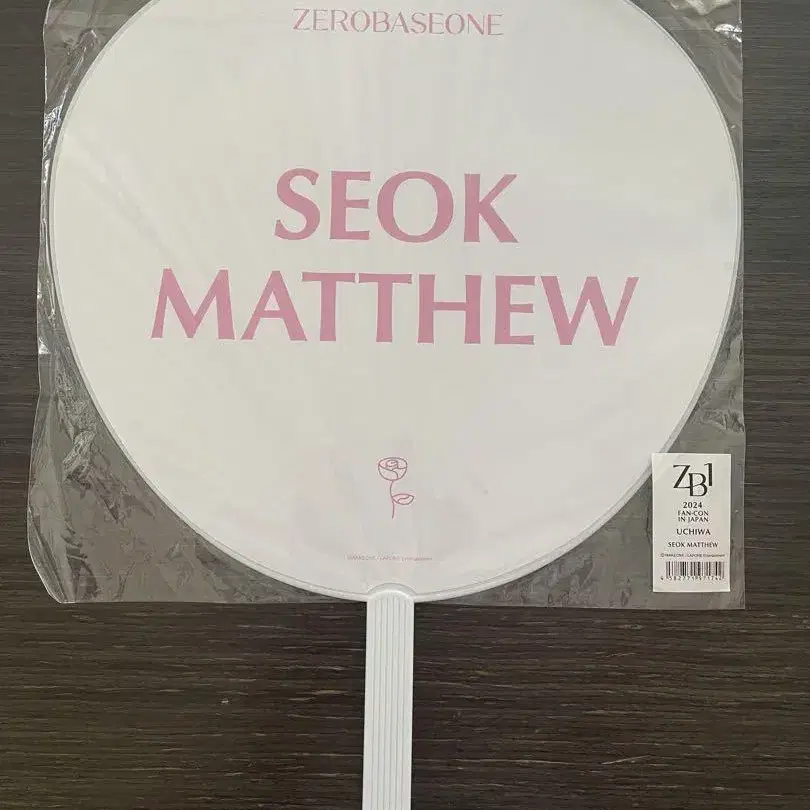 ZEROBASEONE
SEOK
MATTHEW
ZB1
2024
FAN-CON
IN JAPAN
UCHIWA
SEOK MATTHEW